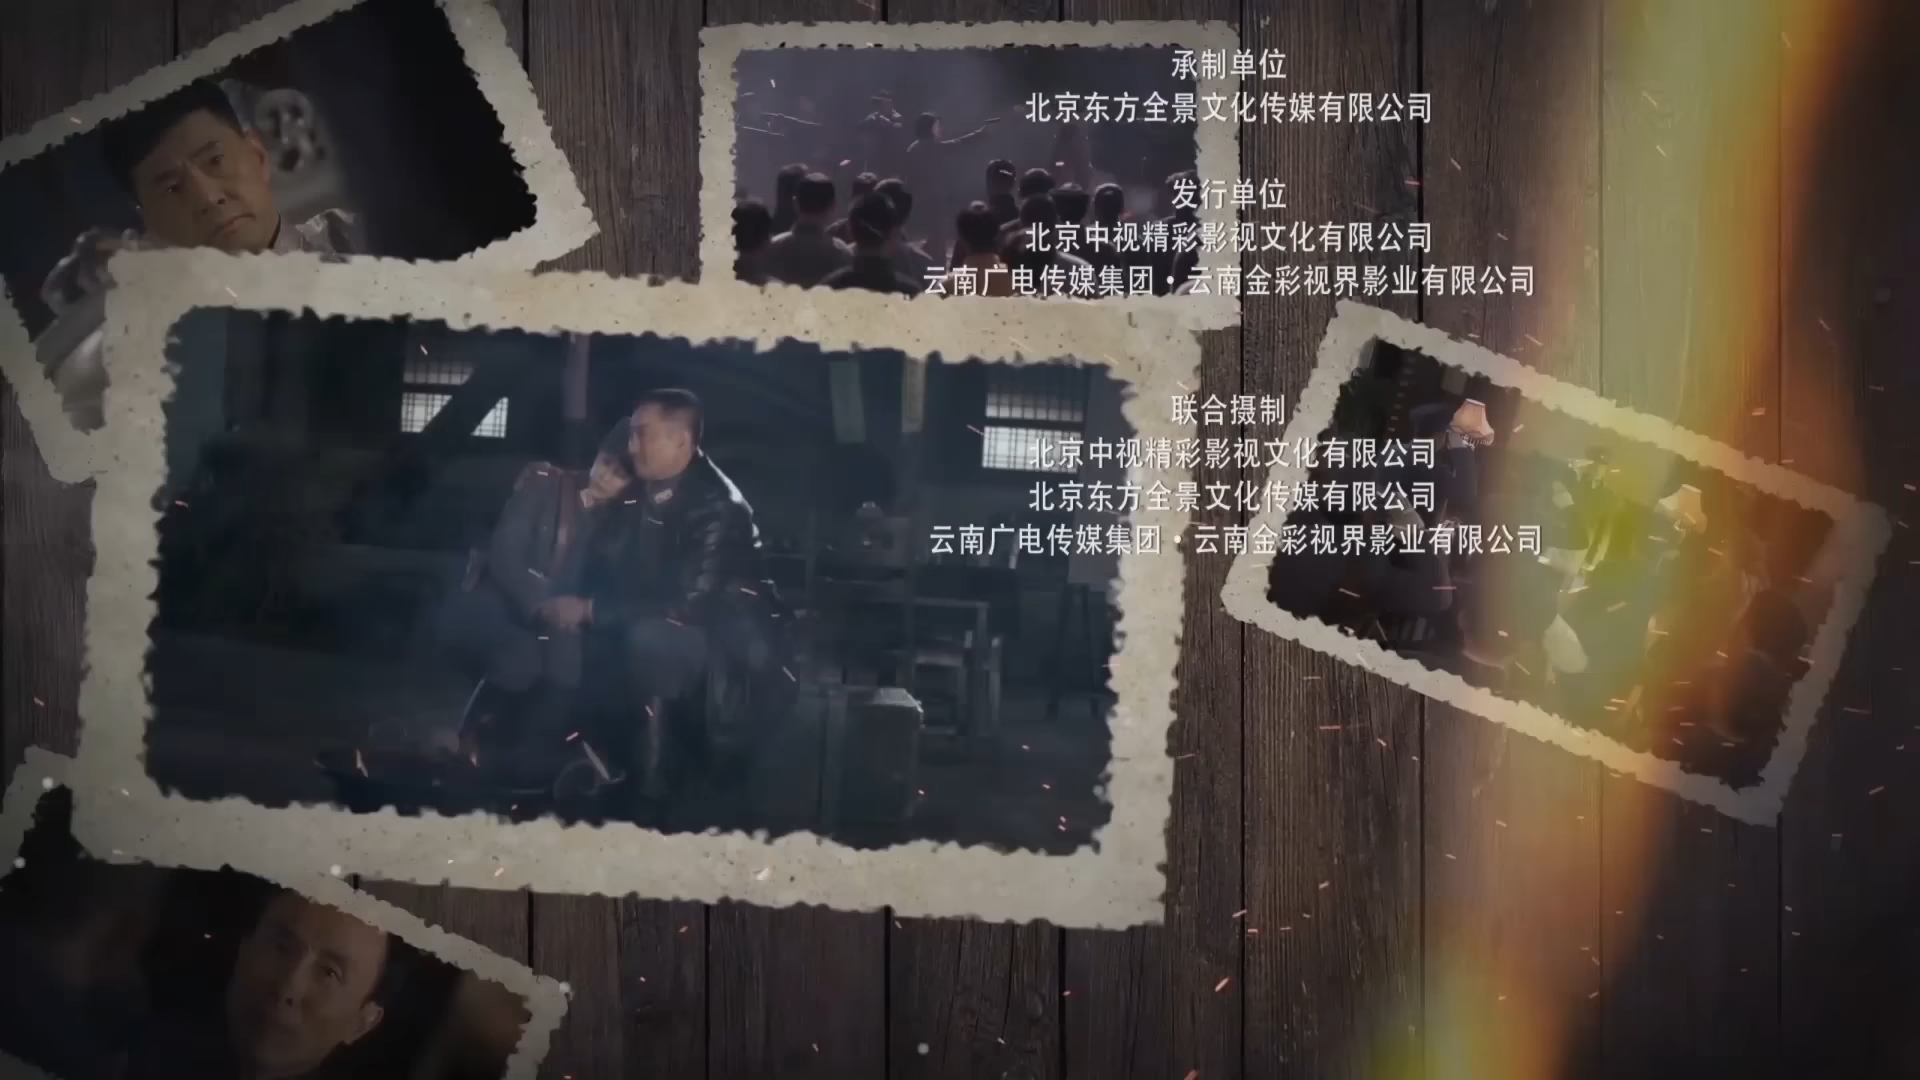 承制单位
北京东方全景文化传媒有限公司
发行单位
北京中视精彩影视文化有限公司
云南广电传媒集团·云南金彩视界影业有限公司
联合摄制
北京中视精彩影视文化有限公司
北京东方全景文化传媒有限公司
云南广电传媒集团·云南金彩视界影业有限公司